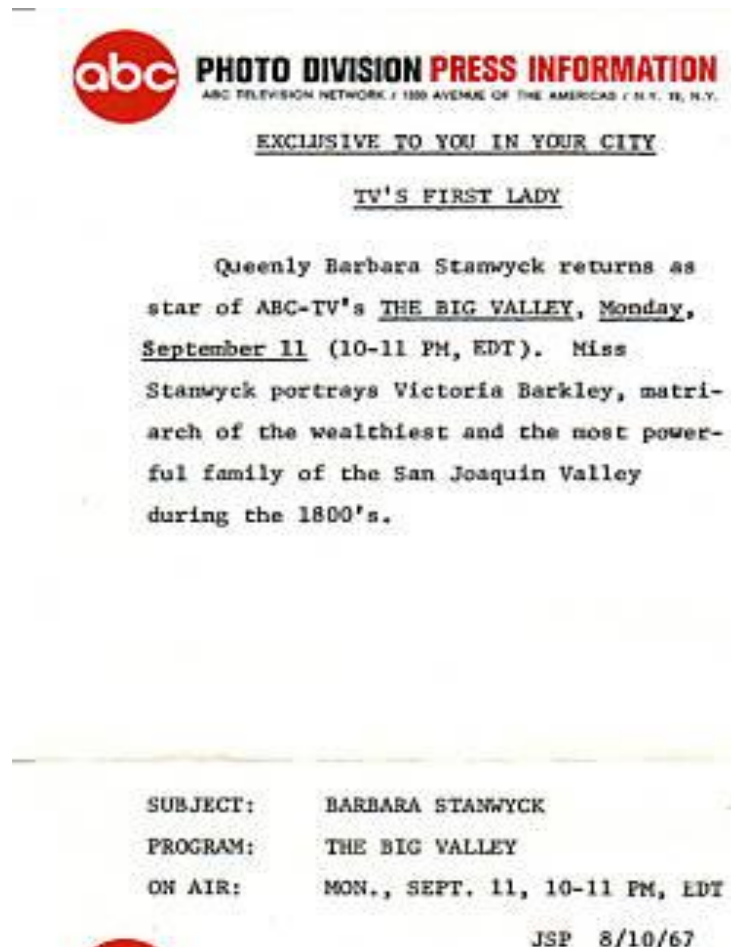 abc PHOTO DIVISION PRESS INFORMATION
ABC TELEVISION NETWORK / 1330 AVENUE OF THE AMERICAS / N.Y. 19, N.Y.
EXCLUSIVE TO YOU IN YOUR CITY
TV'S FIRST LADY
Queenly Barbara Stanwyck returns as
star of ABC-TV's THE BIG VALLEY, Monday,
September 11 (10-11 PM, EDT). Miss
Stanwyck portrays Victoria Barkley, matri-
arch of the wealthiest and the most power-
ful family of the San Joaquin Valley
during the 1800's.
SUBJECT: BARBARA STANWYCK
PROGRAM: THE BIG VALLEY
ON AIR: MON., SEPT. 11, 10-11 PM, EDT
JSP 8/10/67